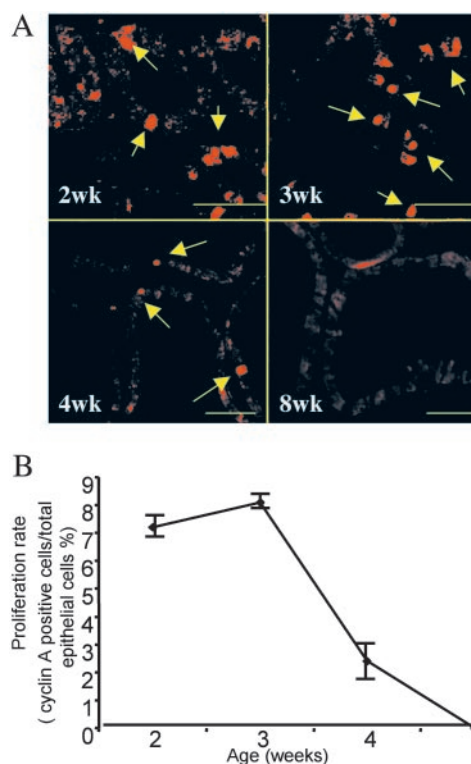 A
2wk
3wk
4wk
8wk
B
Proliferation rate
( cyclin A positive cells/total
epithelial cells %)
9
8
7
6
5
4
3
2
1
0
2
3
4
Age (weeks)